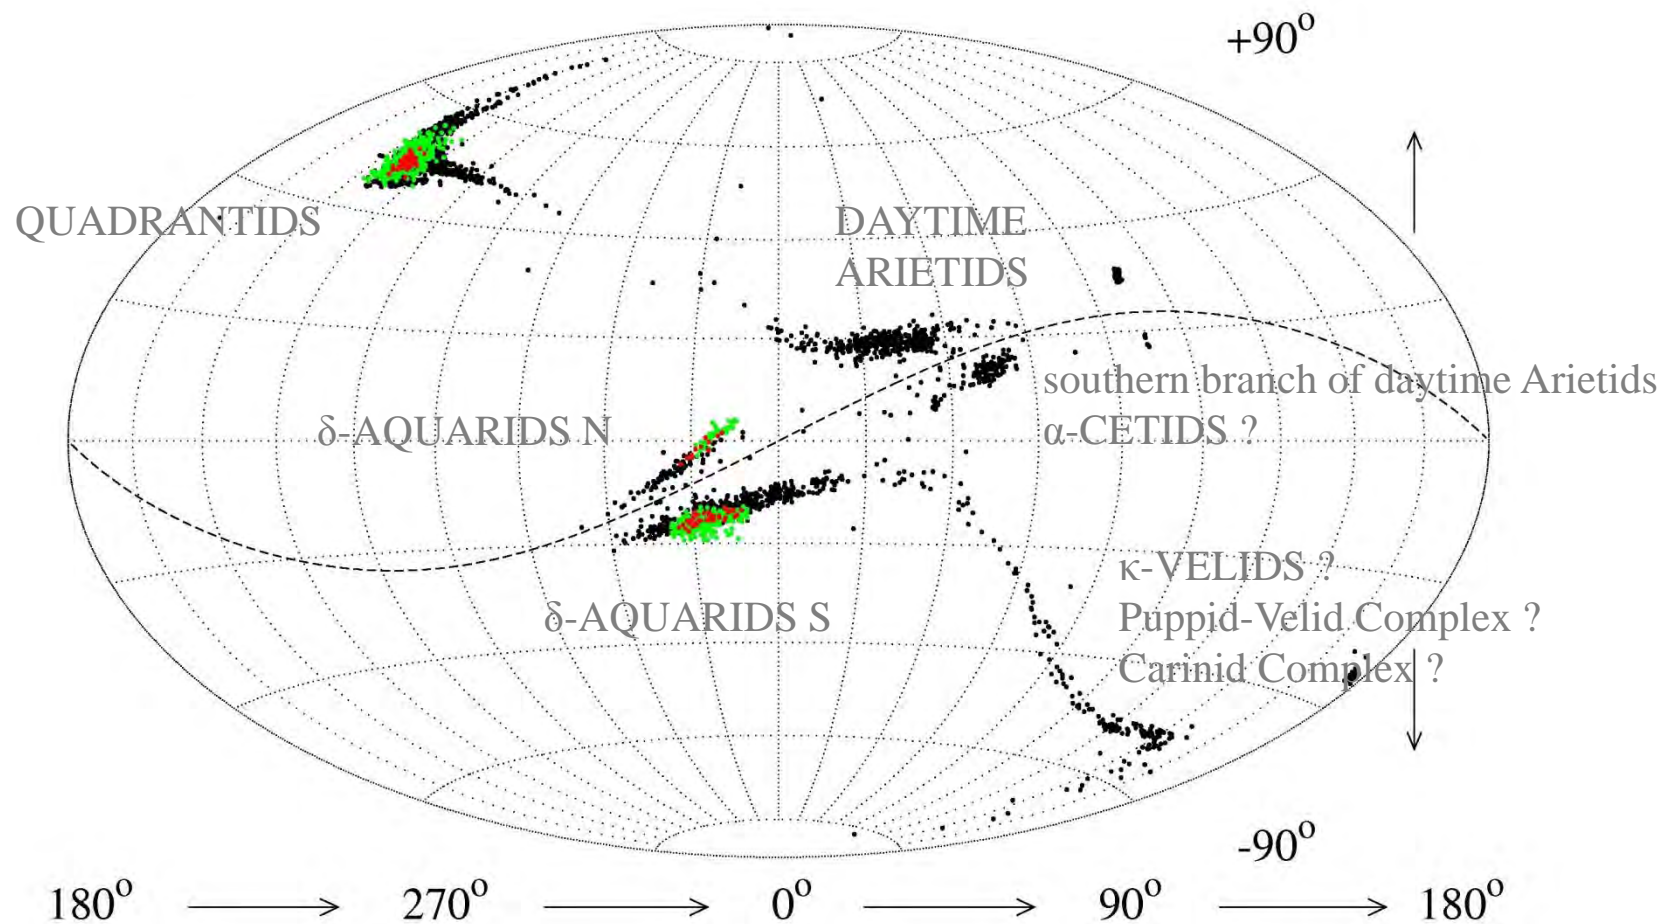 +90°
QUADRANTIDS
DAYTIME
ARIETIDS
southern branch of daytime Arietids
α-CETIDS ?
δ-AQUARIDS N
κ-VELIDS ?
Puppid-Velid Complex ?
Carinid Complex ?
δ-AQUARIDS S
-90°
180° 270° 0° 90° 180°